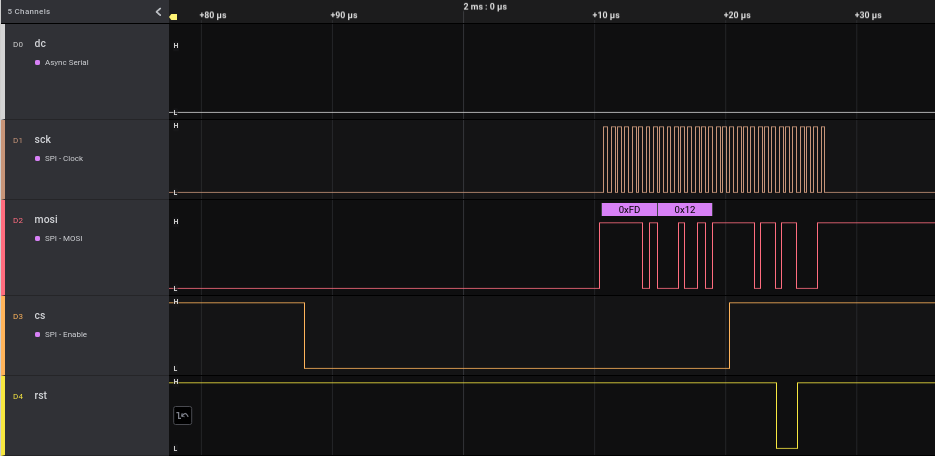 5 Channels
2 ms : 0 µs
+80 µs +90 µs +10 µs +20 µs +30 µs
D0 dc H
Async Serial
L
D1 sck H
SPI - Clock
L
0xFD 0x12
D2 mosi H
SPI - MOSI
L
H
D3 cs
SPI - Enable
L
H
D4 rst
L